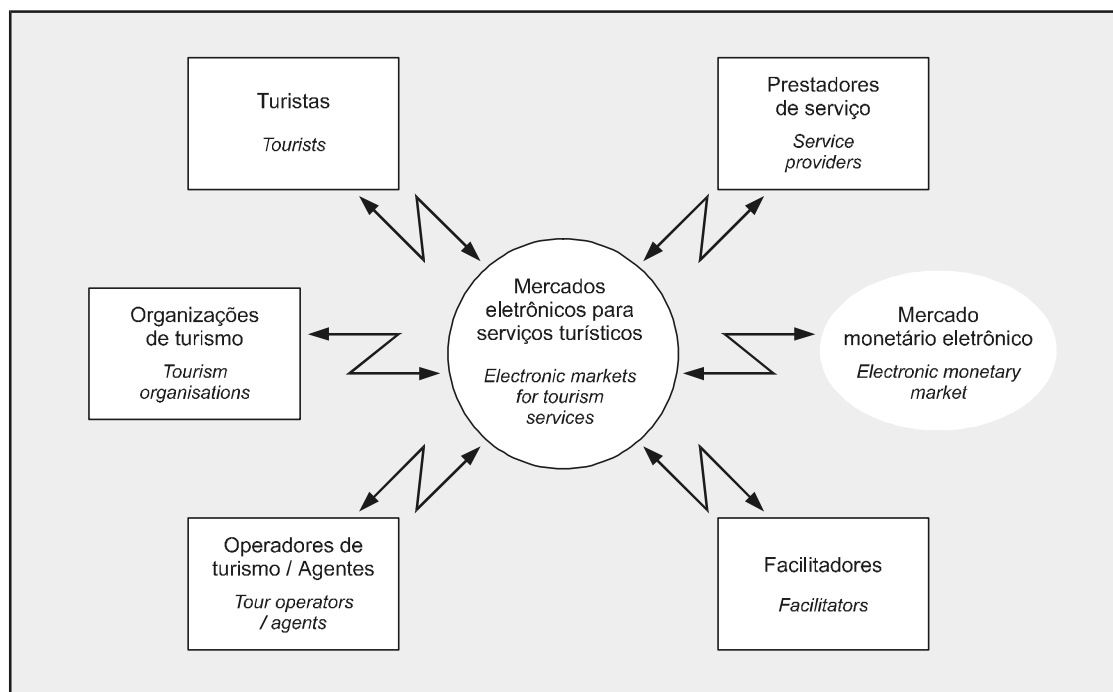 Turistas
Tourists
Prestadores
de serviço
Service
providers
Organizações
de turismo
Tourism
organisations
Mercados
eletrônicos para
serviços turísticos
Electronic markets
for tourism
services
Mercado
monetário eletrônico
Electronic monetary
market
Operadores de
turismo / Agentes
Tour operators
/ agents
Facilitadores
Facilitators